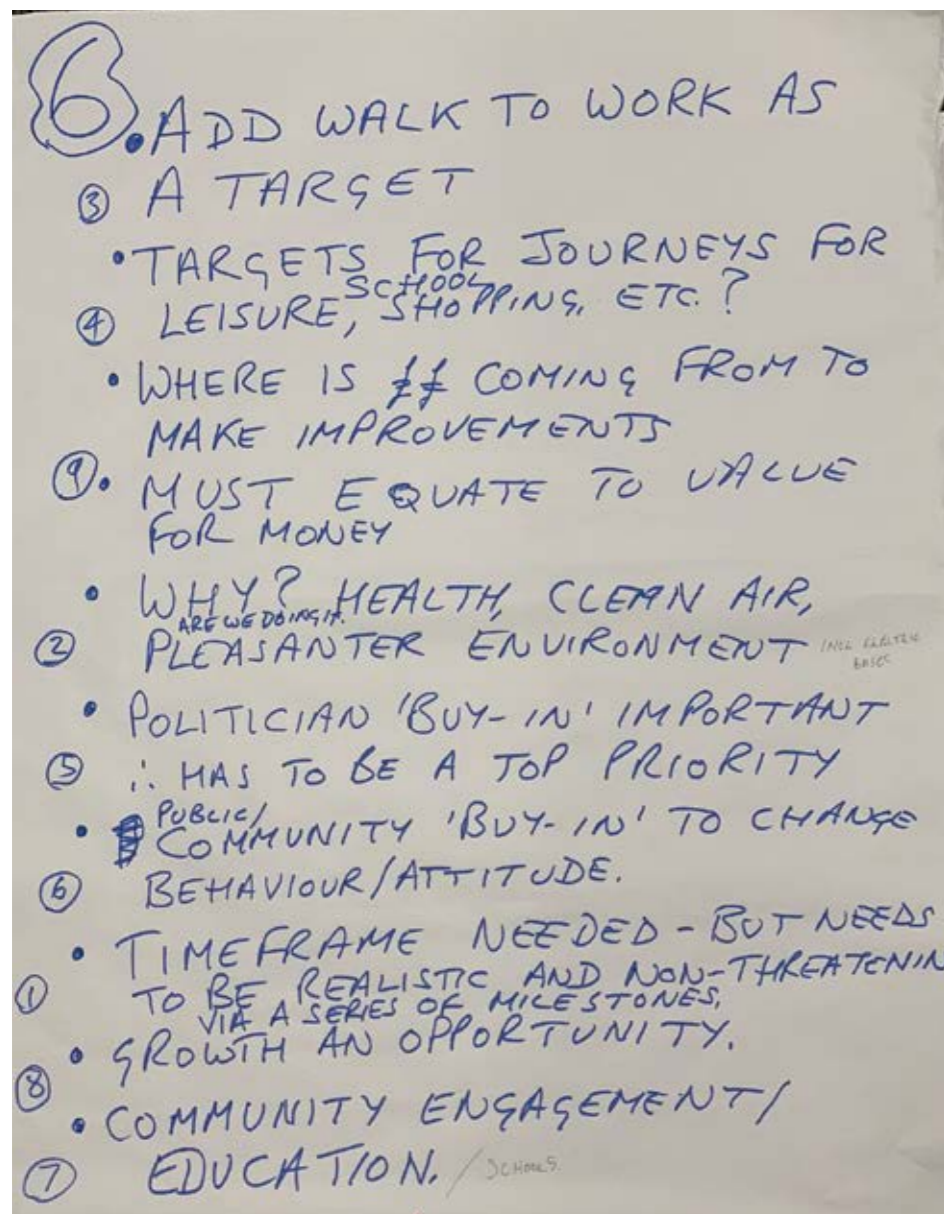 6. • ADD WALK TO WORK AS
③ A TARGET
• TARGETS FOR JOURNEYS FOR
SCHOOL
④ LEISURE, SHOPPING, ETC.?
• WHERE IS ££ COMING FROM TO
MAKE IMPROVEMENTS
⑨ • MUST EQUATE TO VALUE
FOR MONEY
• WHY? HEALTH, CLEAN AIR,
ARE WE DOING IT.
② PLEASANTER ENVIRONMENT INCL ELECTRIC
• POLITICIAN 'BUY-IN' IMPORTANT
⑤ ∴ HAS TO BE A TOP PRIORITY
PUBLIC/
• COMMUNITY 'BUY-IN' TO CHANGE
⑥ BEHAVIOUR/ATTITUDE.
• TIMEFRAME NEEDED - BUT NEEDS
① TO BE REALISTIC AND NON-THREATENIN
VIA A SERIES OF MILESTONES.
• GROWTH AN OPPORTUNITY.
⑧
• COMMUNITY ENGAGEMENT/
⑦ EDUCATION. / SCHOOLS.